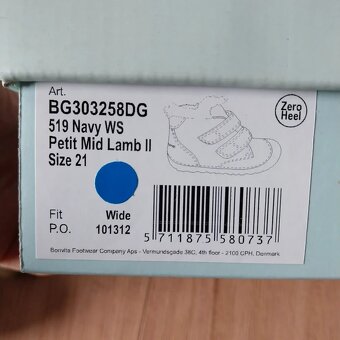 Art.
BG303258DG
519 Navy WS
Petit Mid Lamb II
Size 21
Zero
Heel
Fit Wide
P.O. 101312
5 711875 580737
Bonvita Footwear Company Aps - Vermundsgade 38C, 4th floor - 2100 CPH, Denmark